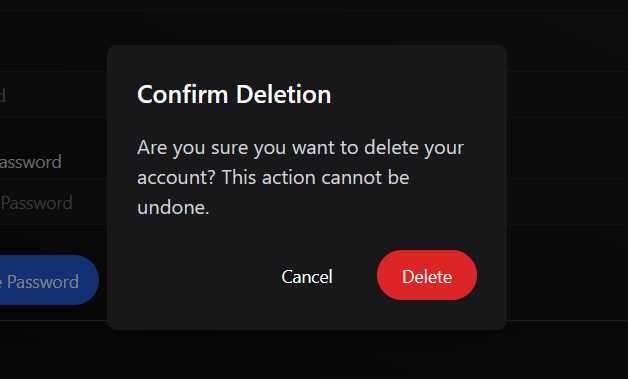 Confirm Deletion
Are you sure you want to delete your
account? This action cannot be
undone.
Password
Cancel
Delete
Password